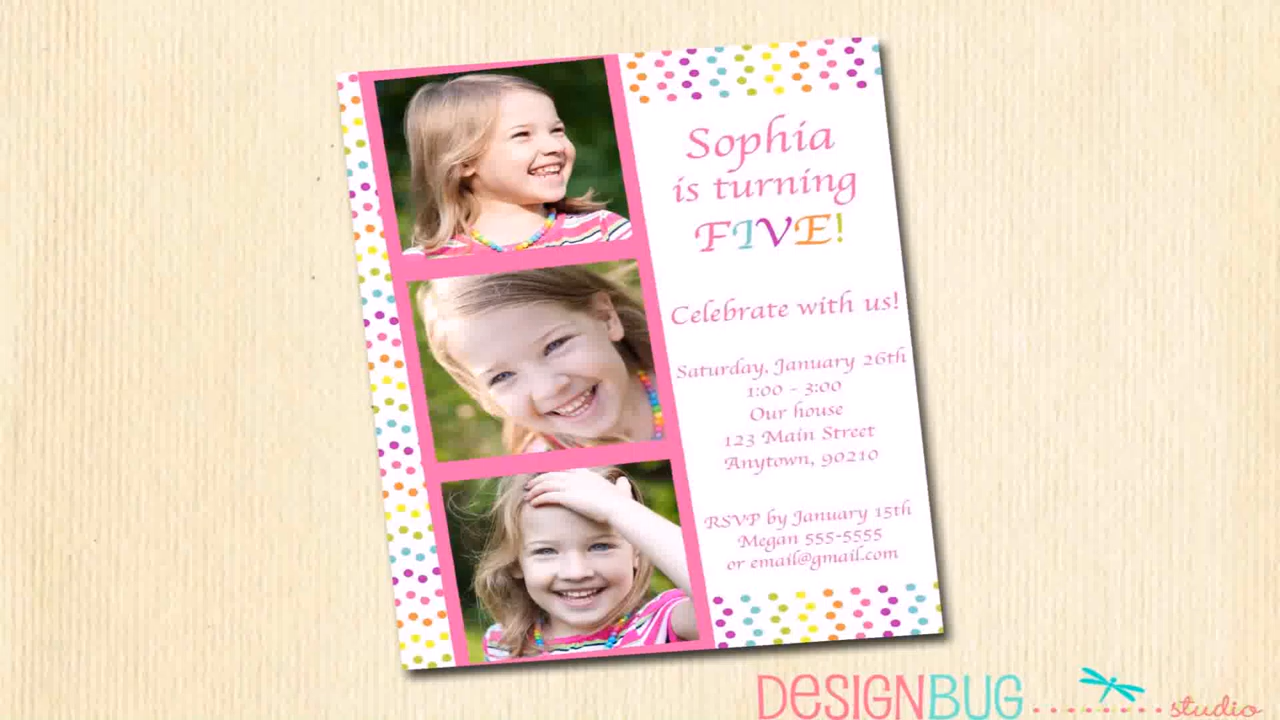 Sophia
is turning
FIVE!
Celebrate with us!
Saturday, January 26th
1:00 - 3:00
Our house
123 Main Street
Anytown, 90210
RSVP by January 15th
Megan 555-5555
or email@gmail.com
DESIGNBUG
studio